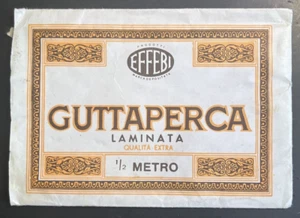 EFFEBI
GUTTAPERCA
LAMINATA
QUALITÀ·EXTRA
1/2 METRO